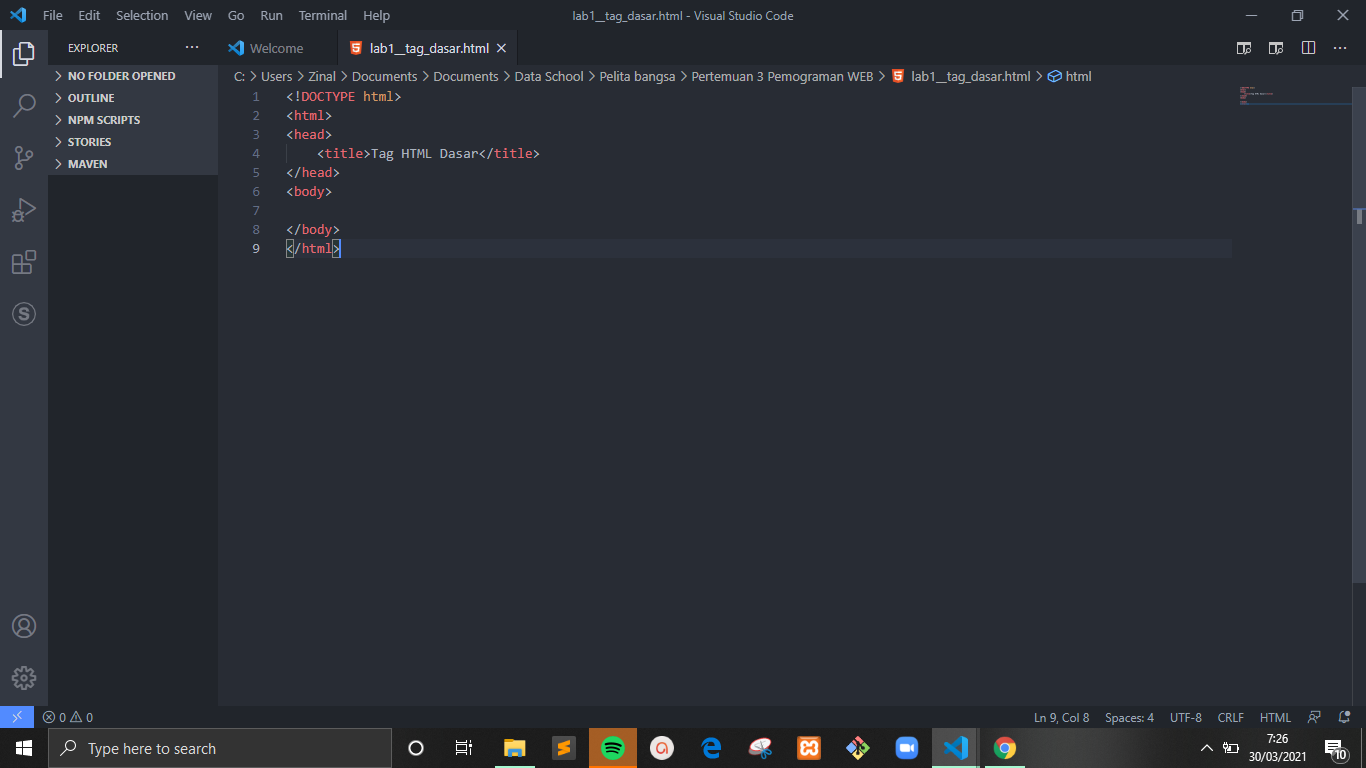 File Edit Selection View Go Run Terminal Help lab1__tag_dasar.html - Visual Studio Code
EXPLORER ··· Welcome lab1__tag_dasar.html
NO FOLDER OPENED
OUTLINE
NPM SCRIPTS
STORIES
MAVEN
C: > Users > Zinal > Documents > Documents > Data School > Pelita bangsa > Pertemuan 3 Pemograman WEB > lab1__tag_dasar.html > html
1 <!DOCTYPE html>
2 <html>
3 <head>
4 <title>Tag HTML Dasar</title>
5 </head>
6 <body>
7
8 </body>
9 </html>
0 0 Ln 9, Col 8 Spaces: 4 UTF-8 CRLF HTML
Type here to search
7:26
30/03/2021
10